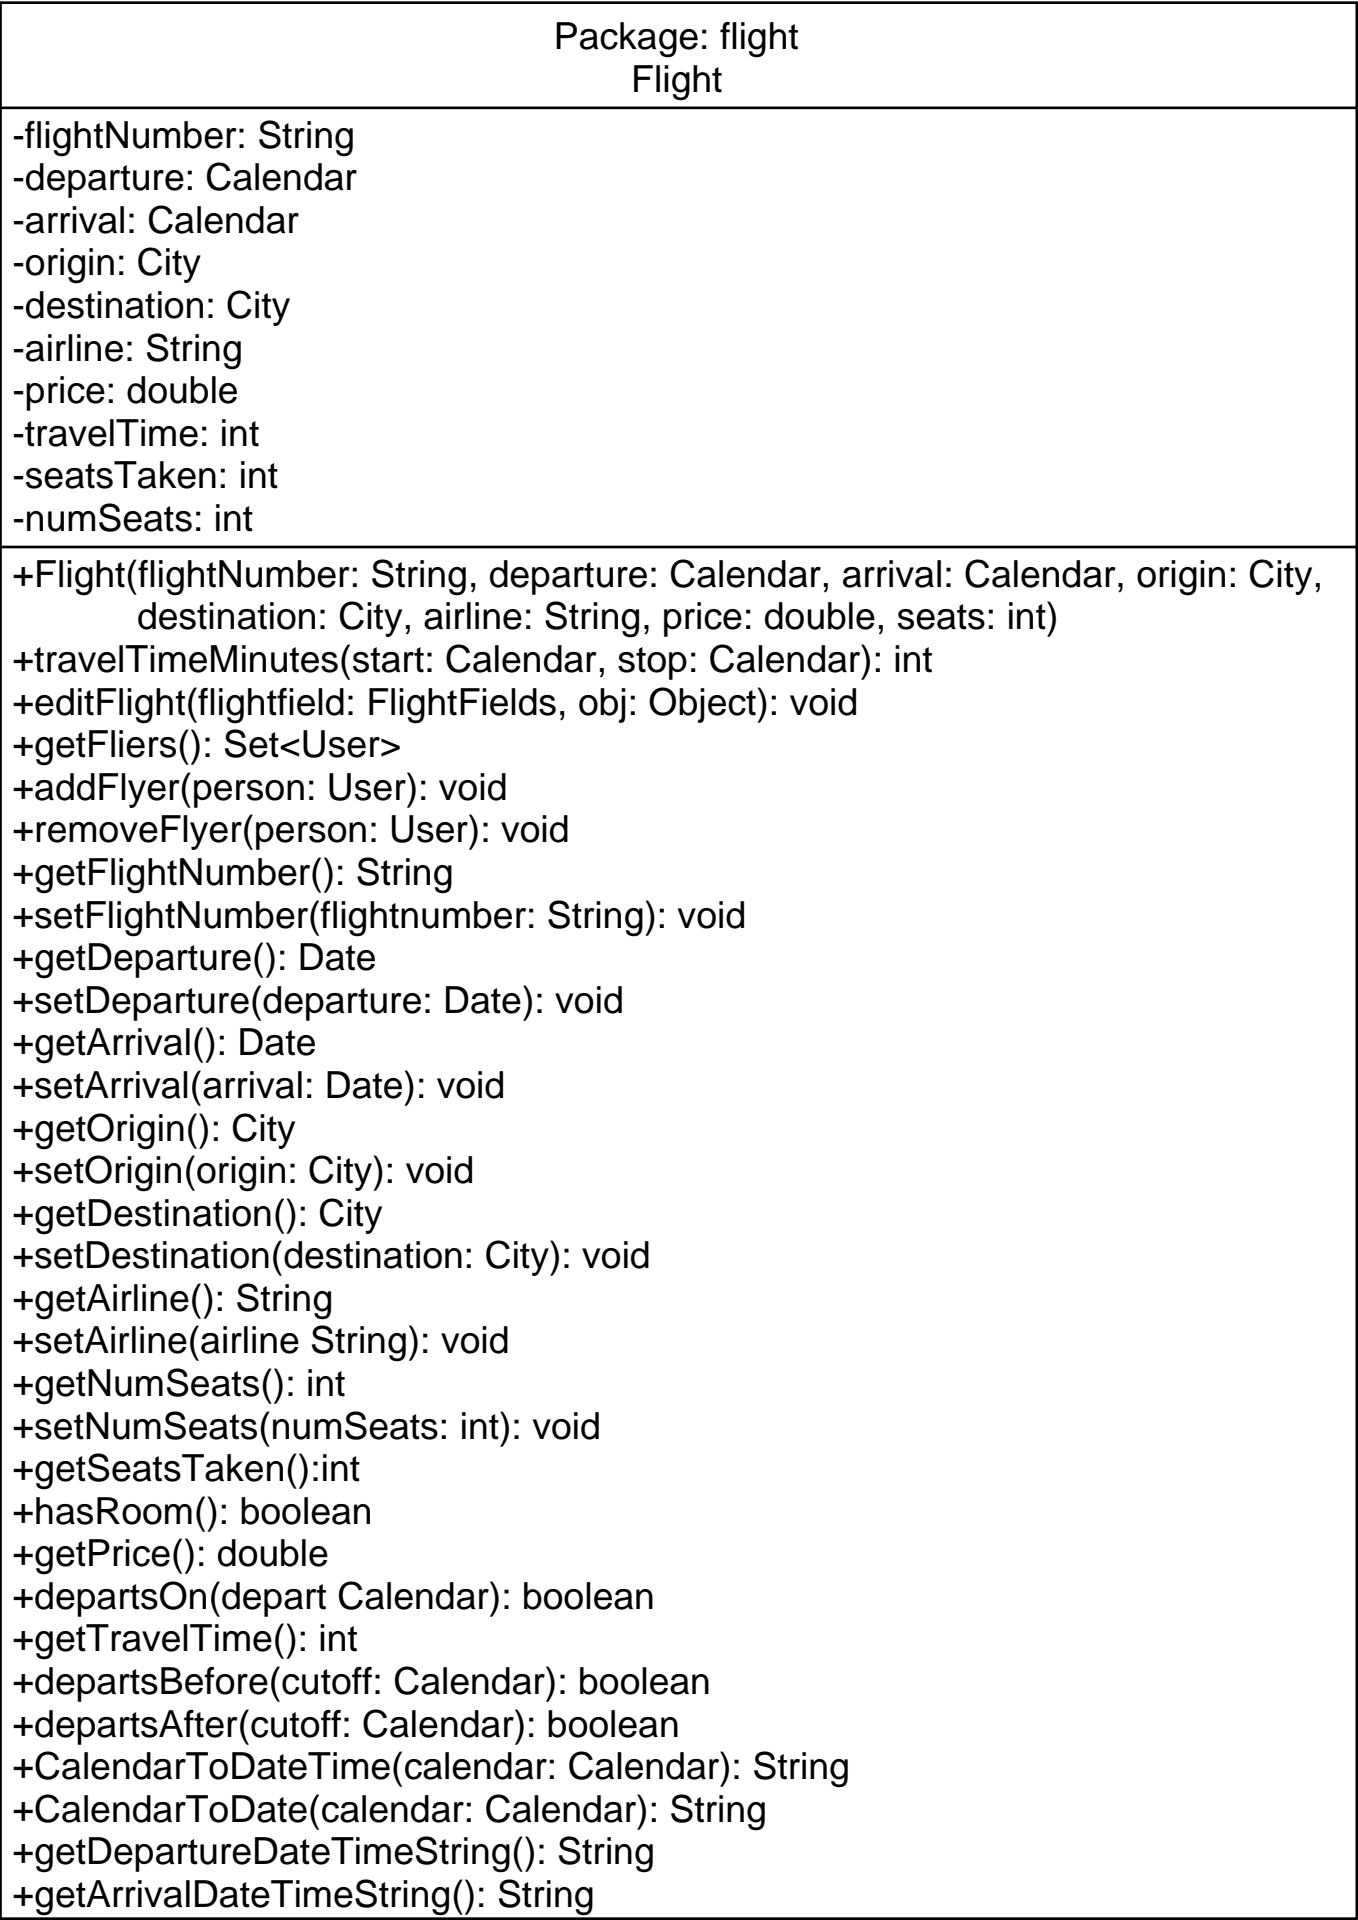 Package: flight
Flight
-flightNumber: String
-departure: Calendar
-arrival: Calendar
-origin: City
-destination: City
-airline: String
-price: double
-travelTime: int
-seatsTaken: int
-numSeats: int
+Flight(flightNumber: String, departure: Calendar, arrival: Calendar, origin: City,
destination: City, airline: String, price: double, seats: int)
+travelTimeMinutes(start: Calendar, stop: Calendar): int
+editFlight(flightfield: FlightFields, obj: Object): void
+getFliers(): Set<User>
+addFlyer(person: User): void
+removeFlyer(person: User): void
+getFlightNumber(): String
+setFlightNumber(flightnumber: String): void
+getDeparture(): Date
+setDeparture(departure: Date): void
+getArrival(): Date
+setArrival(arrival: Date): void
+getOrigin(): City
+setOrigin(origin: City): void
+getDestination(): City
+setDestination(destination: City): void
+getAirline(): String
+setAirline(airline String): void
+getNumSeats(): int
+setNumSeats(numSeats: int): void
+getSeatsTaken():int
+hasRoom(): boolean
+getPrice(): double
+departsOn(depart Calendar): boolean
+getTravelTime(): int
+departsBefore(cutoff: Calendar): boolean
+departsAfter(cutoff: Calendar): boolean
+CalendarToDateTime(calendar: Calendar): String
+CalendarToDate(calendar: Calendar): String
+getDepartureDateTimeString(): String
+getArrivalDateTimeString(): String